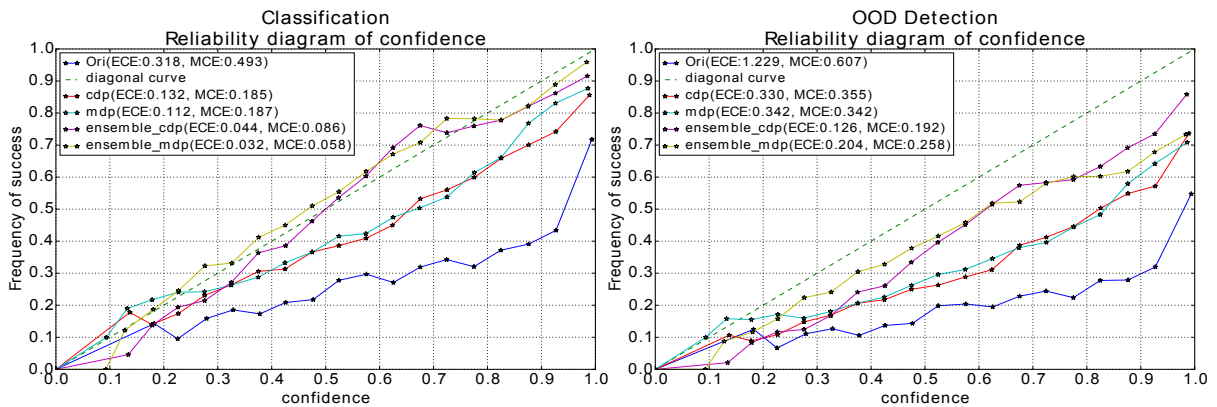 Classification
Reliability diagram of confidence
Ori(ECE:0.318, MCE:0.493)
diagonal curve
cdp(ECE:0.132, MCE:0.185)
mdp(ECE:0.112, MCE:0.187)
ensemble_cdp(ECE:0.044, MCE:0.086)
ensemble_mdp(ECE:0.032, MCE:0.058)
Frequency of success
1.0
0.9
0.8
0.7
0.6
0.5
0.4
0.3
0.2
0.1
0.0
0.0 0.1 0.2 0.3 0.4 0.5 0.6 0.7 0.8 0.9 1.0
confidence
OOD Detection
Reliability diagram of confidence
Ori(ECE:1.229, MCE:0.607)
diagonal curve
cdp(ECE:0.330, MCE:0.355)
mdp(ECE:0.342, MCE:0.342)
ensemble_cdp(ECE:0.126, MCE:0.192)
ensemble_mdp(ECE:0.204, MCE:0.258)
Frequency of success
1.0
0.9
0.8
0.7
0.6
0.5
0.4
0.3
0.2
0.1
0.0
0.0 0.1 0.2 0.3 0.4 0.5 0.6 0.7 0.8 0.9 1.0
confidence